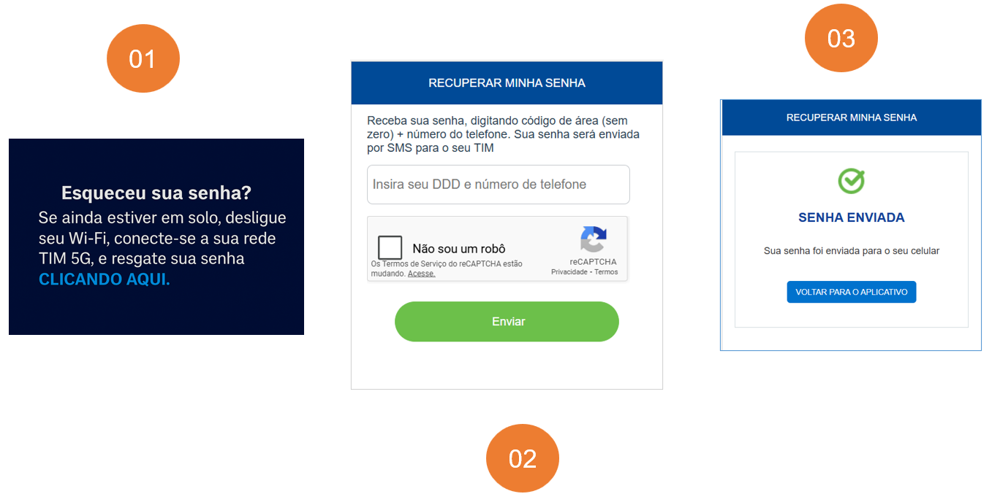 01
Esqueceu sua senha?
Se ainda estiver em solo, desligue
seu Wi-Fi, conecte-se a sua rede
TIM 5G, e resgate sua senha
CLICANDO AQUI.
RECUPERAR MINHA SENHA
Receba sua senha, digitando código de área (sem
zero) + número do telefone. Sua senha será enviada
por SMS para o seu TIM
Insira seu DDD e número de telefone
Não sou um robô
Os Termos de Serviço do reCAPTCHA estão
mudando. Acesse.
reCAPTCHA
Privacidade - Termos
Enviar
02
03
RECUPERAR MINHA SENHA
SENHA ENVIADA
Sua senha foi enviada para o seu celular
VOLTAR PARA O APLICATIVO